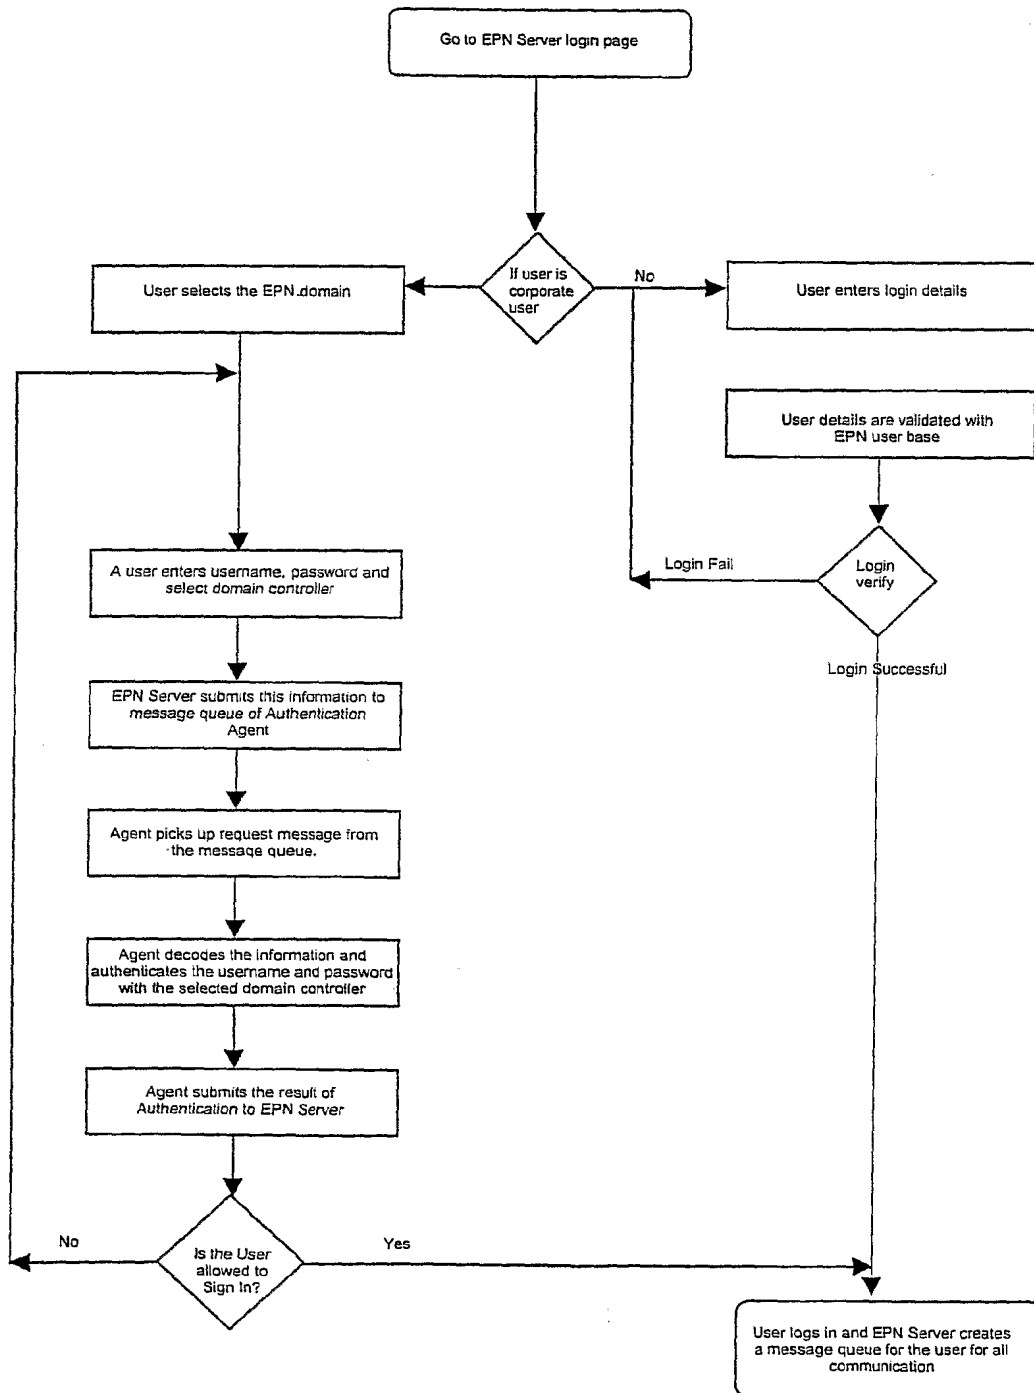 Go to EPN Server login page
If user is
corporate
user
No
User selects the EPN.domain
User enters login details
User details are validated with
EPN user base
Login Fail
Login
verify
Login Successful
A user enters username, password and
select domain controller
EPN Server submits this information to
message queue of Authentication
Agent
Agent picks up request message from
the message queue.
Agent decodes the information and
authenticates the username and password
with the selected domain controller
Agent submits the result of
Authentication to EPN Server
No
Is the User
allowed to
Sign In?
Yes
User logs in and EPN Server creates
a message queue for the user for all
communication